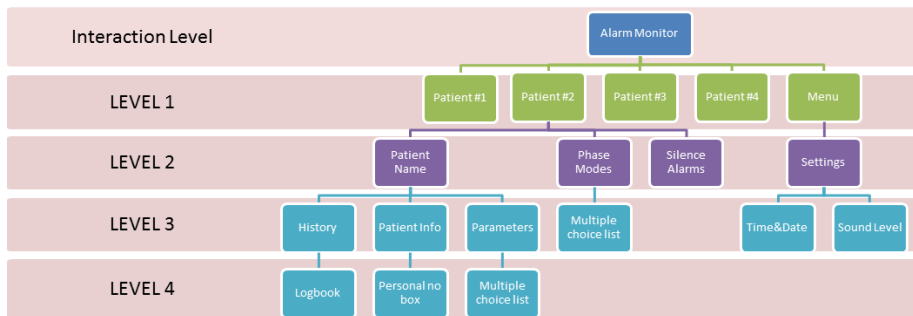 Interaction Level
Alarm Monitor
LEVEL 1
Patient #1
Patient #2
Patient #3
Patient #4
Menu
LEVEL 2
Patient
Name
Phase
Modes
Silence
Alarms
Settings
LEVEL 3
History
Patient Info
Parameters
Multiple
choice list
Time&Date
Sound Level
LEVEL 4
Logbook
Personal no
box
Multiple
choice list